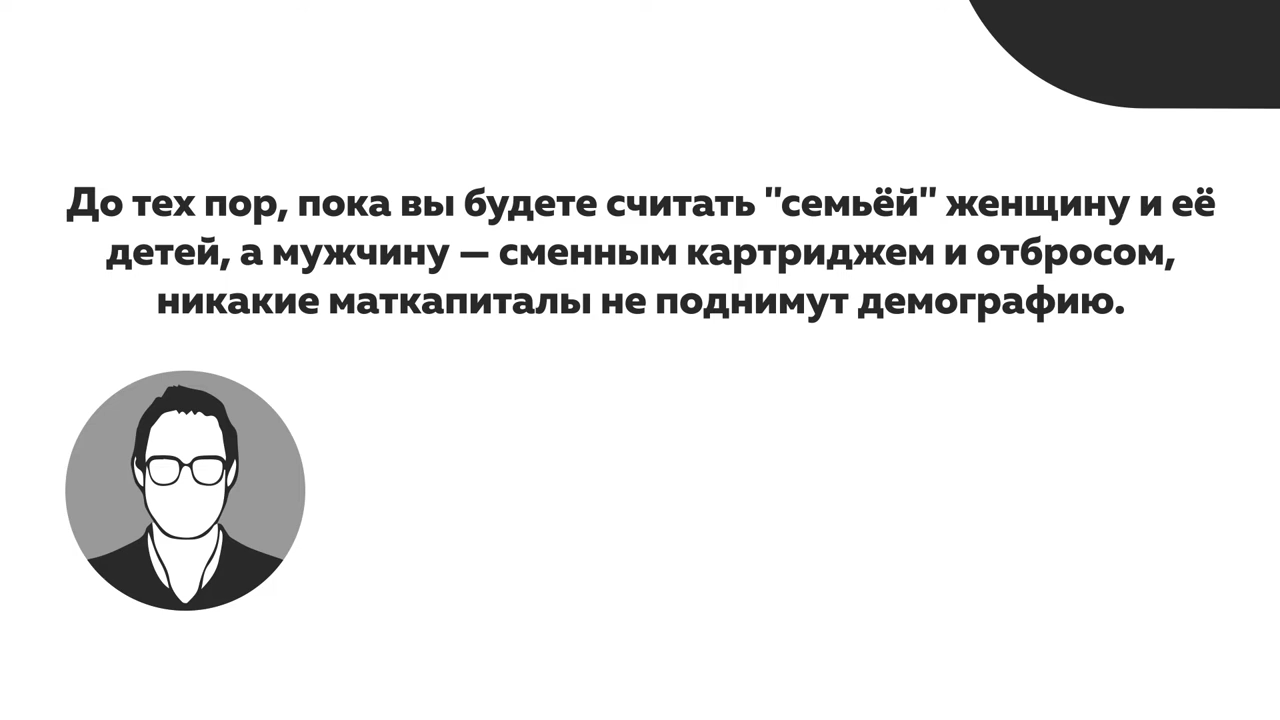 До тех пор, пока вы будете считать "семьёй" женщину и её
детей, а мужчину — сменным картриджем и отбросом,
никакие маткапиталы не поднимут демографию.